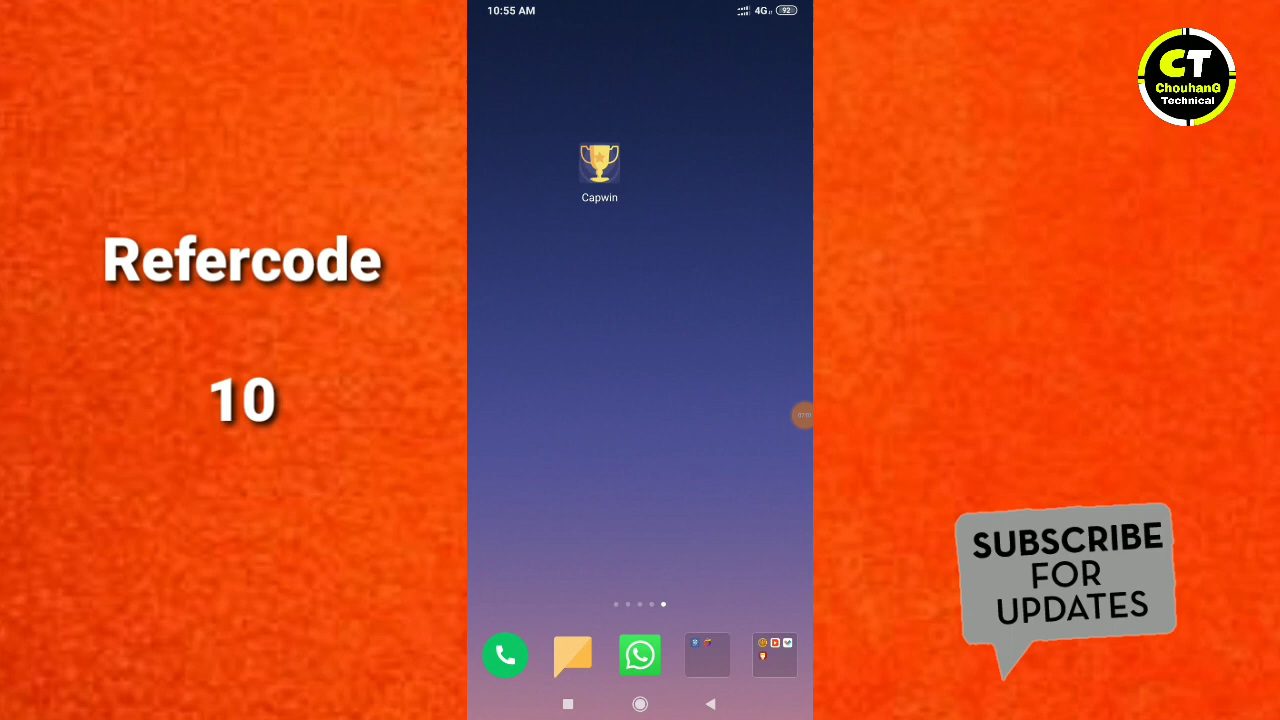 10:55 AM
4G
92
CT
ChouhanG
Technical
Capwin
Refercode
10
SUBSCRIBE
FOR
UPDATES